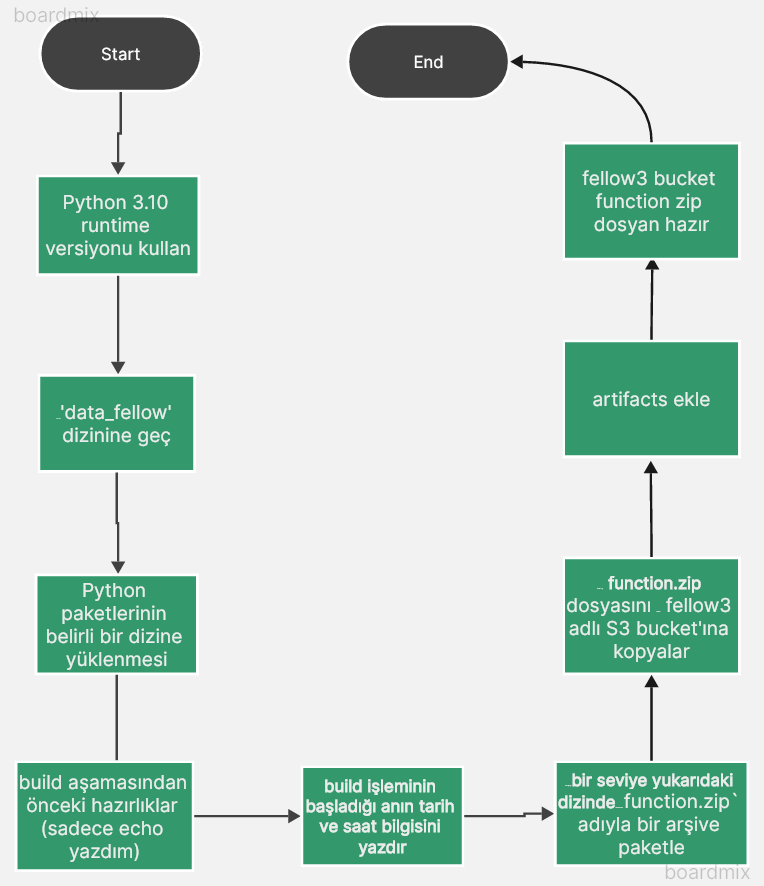 boardmix
Start
Python 3.10
runtime
versiyonu kullan
_'data_fellow'
dizinine geç
Python
paketlerinin
belirli bir dizine
yüklenmesi
build aşamasından
önceki hazırlıklar
(sadece echo
yazdım)
build işleminin
başladığı anın tarih
ve saat bilgisini
yazdır
_bir seviye yukarıdaki
dizinde_function.zip`
adıyla bir arşive
paketle
_ function.zip
dosyasını _ fellow3
adlı S3 bucket'ına
kopyalar
artifacts ekle
fellow3 bucket
function zip
dosyan hazır
End
boardmix